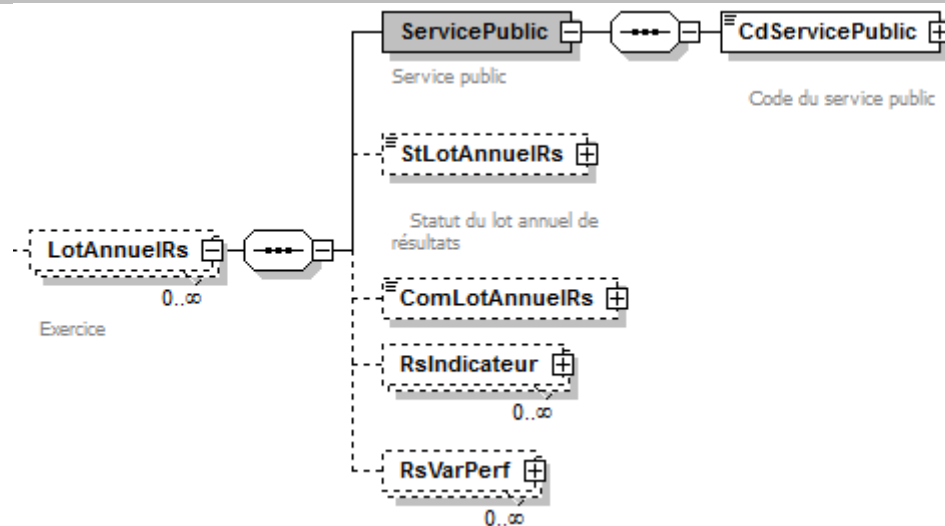 ServicePublic
CdServicePublic
Service public
Code du service public
StLotAnnuelRs
Statut du lot annuel de
résultats
LotAnnuelRs
0..∞
Exercice
ComLotAnnuelRs
RsIndicateur
0..∞
RsVarPerf
0..∞